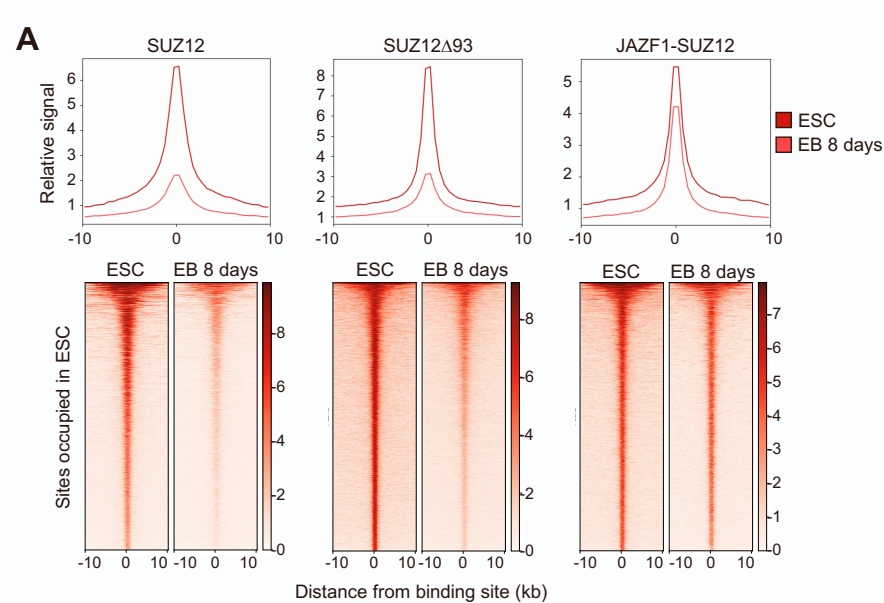 A
SUZ12
SUZ12Δ93
JAZF1-SUZ12
Relative signal
6
5
4
3
2
1
-10 0 10
8
7
6
5
4
3
2
1
-10 0 10
5
4
3
2
1
-10 0 10
ESC
EB 8 days
Sites occupied in ESC
ESC EB 8 days
8
6
4
2
0
-10 0 10 -10 0 10
ESC EB 8 days
8
6
4
2
0
-10 0 10 -10 0 10
ESC EB 8 days
7
6
5
4
3
2
1
0
-10 0 10 -10 0 10
Distance from binding site (kb)